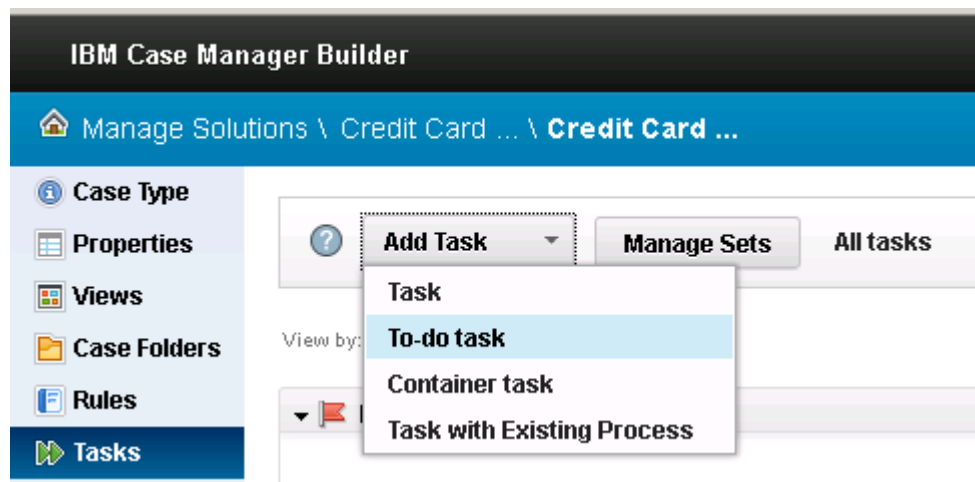 IBM Case Manager Builder
Manage Solutions \ Credit Card ... \ Credit Card ...
Case Type
Properties
Views
Case Folders
Rules
Tasks
? Add Task Manage Sets All tasks
Task
To-do task
Container task
Task with Existing Process
View by: